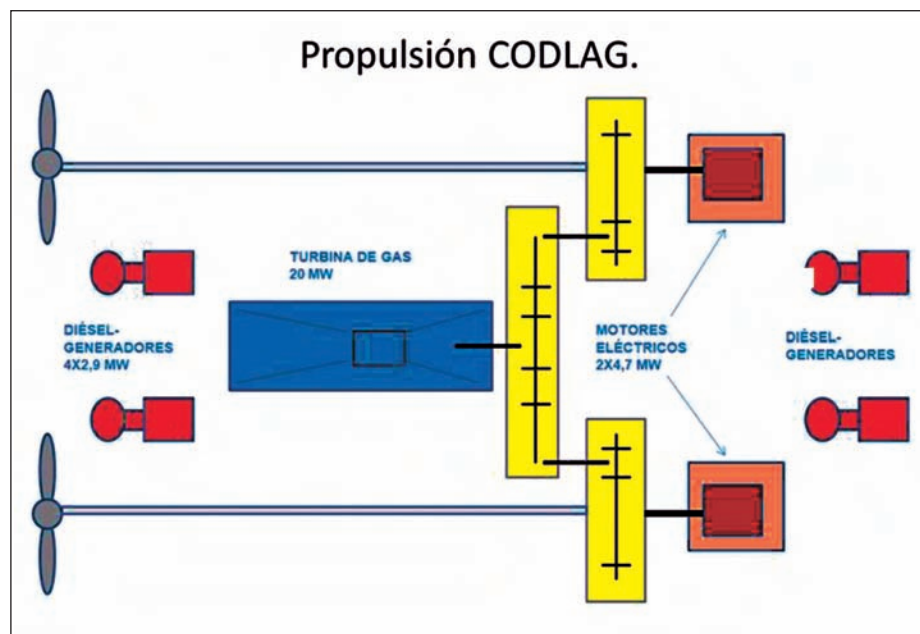 Propulsión CODLAG.
TURBINA DE GAS
20 MW
DIÉSEL-
GENERADORES
4X2,9 MW
MOTORES
ELÉCTRICOS
2X4,7 MW
DIÉSEL-
GENERADORES